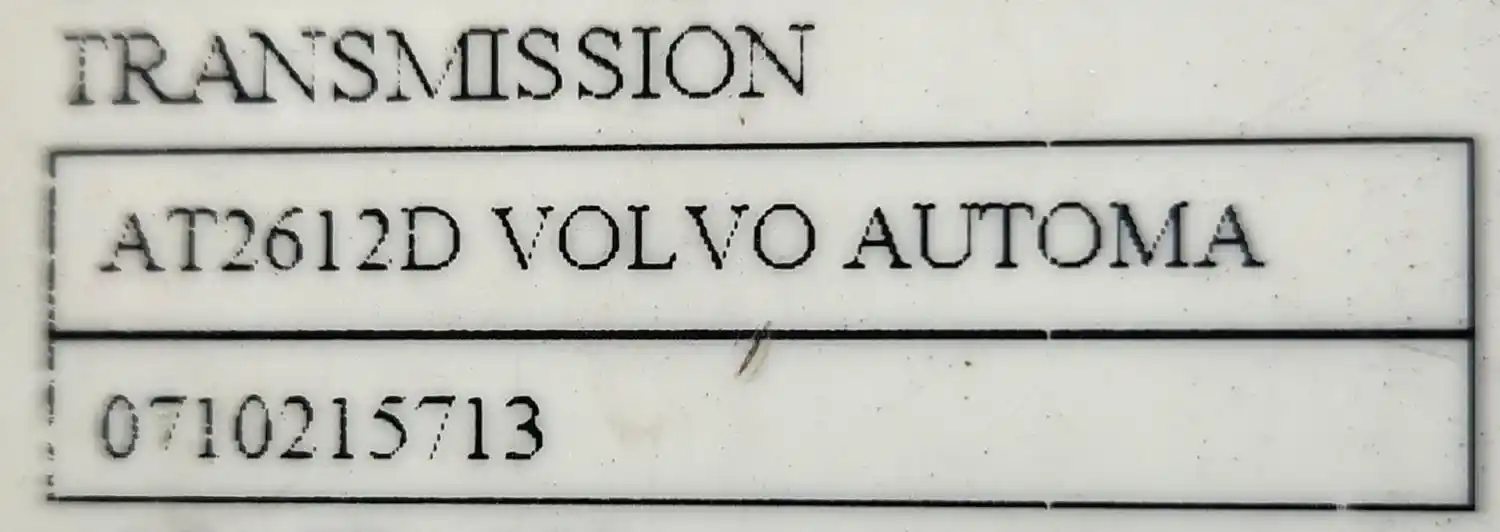 TRANSMISSION
AT2612D VOLVO AUTOMA
0710215713